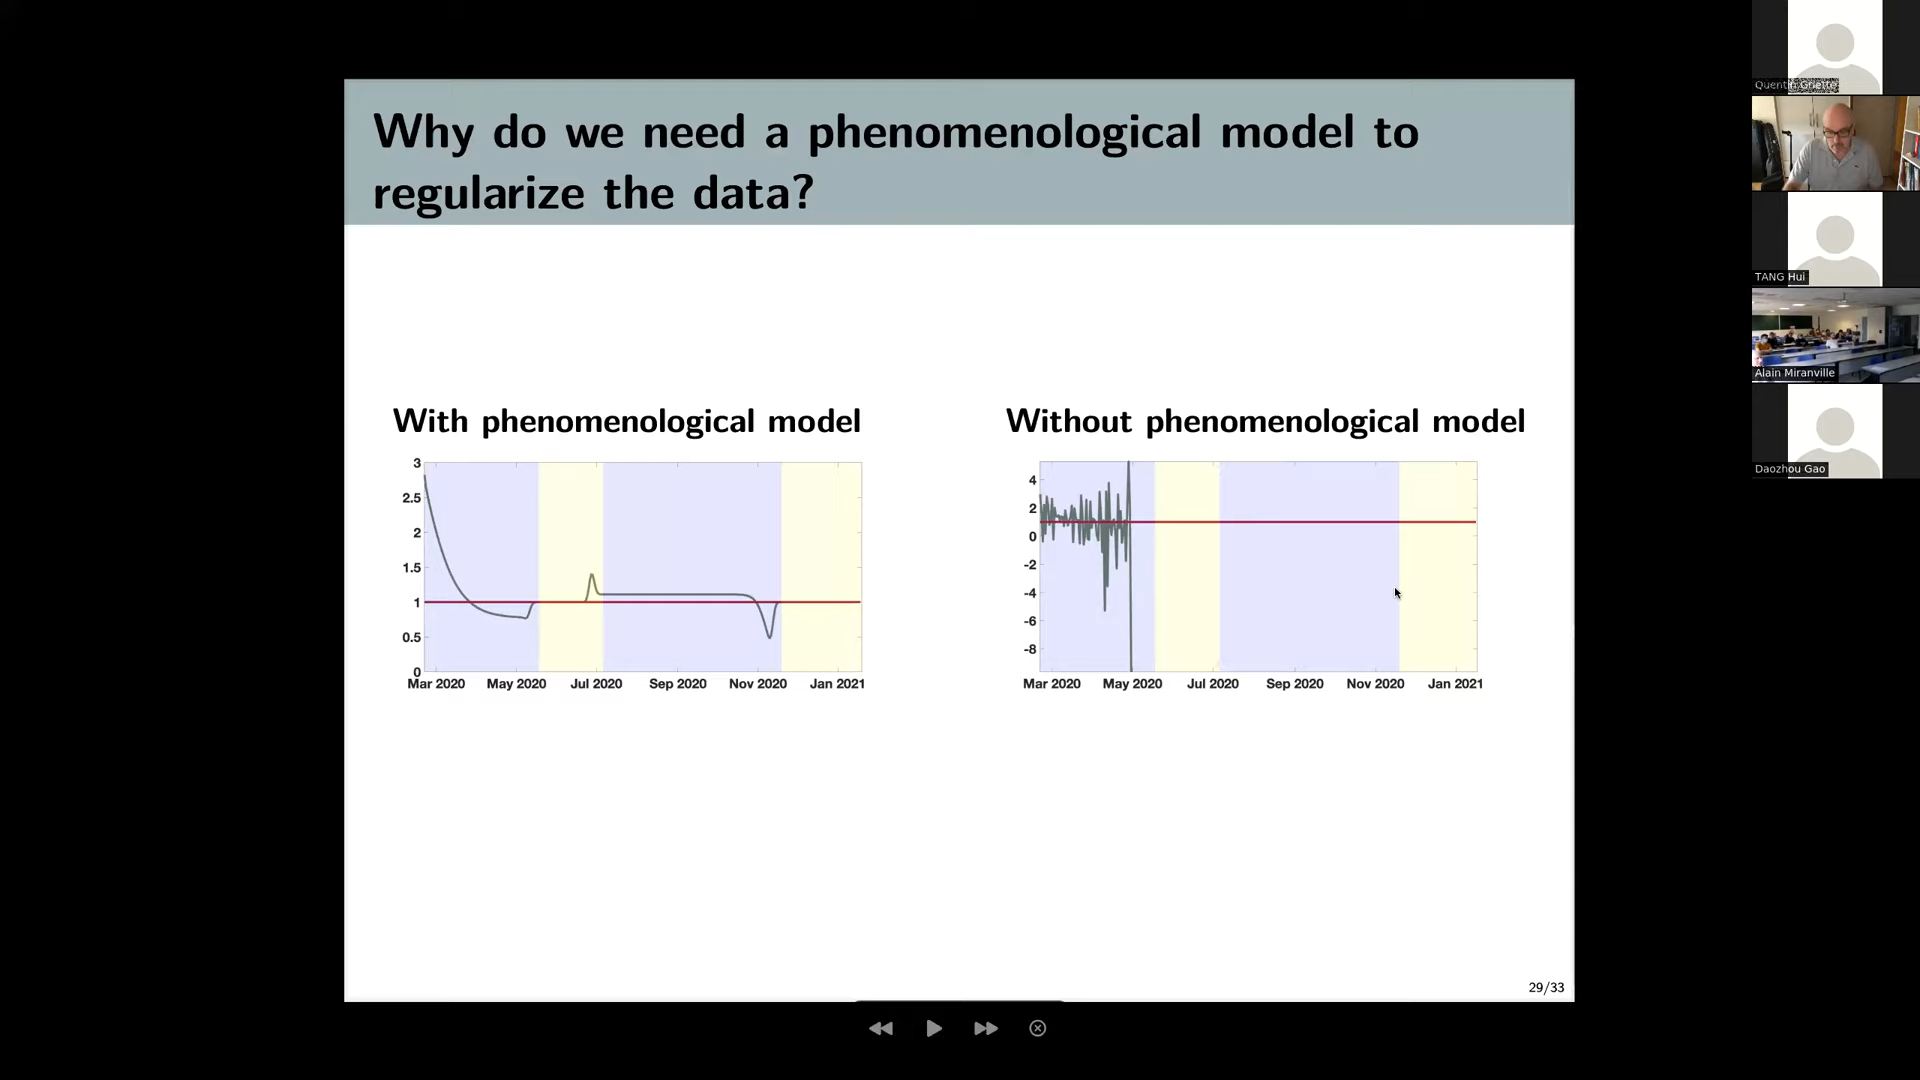 Why do we need a phenomenological model to
regularize the data?
With phenomenological model
3
2.5
2
1.5
1
0.5
0
Mar 2020 May 2020 Jul 2020 Sep 2020 Nov 2020 Jan 2021
Without phenomenological model
4
2
0
-2
-4
-6
-8
Mar 2020 May 2020 Jul 2020 Sep 2020 Nov 2020 Jan 2021
29/33
TANG Hui
Alain Miranville
Daozhou Gao